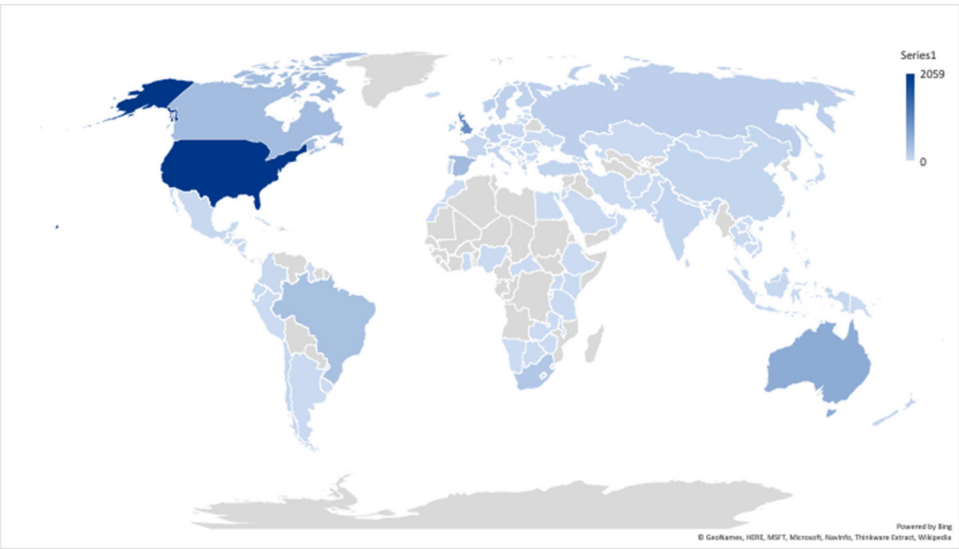 Series1
2059
0
Powered by Bing
© GeoNames, HERE, MSFT, Microsoft, NavInfo, Thinkware Extract, Wikipedia